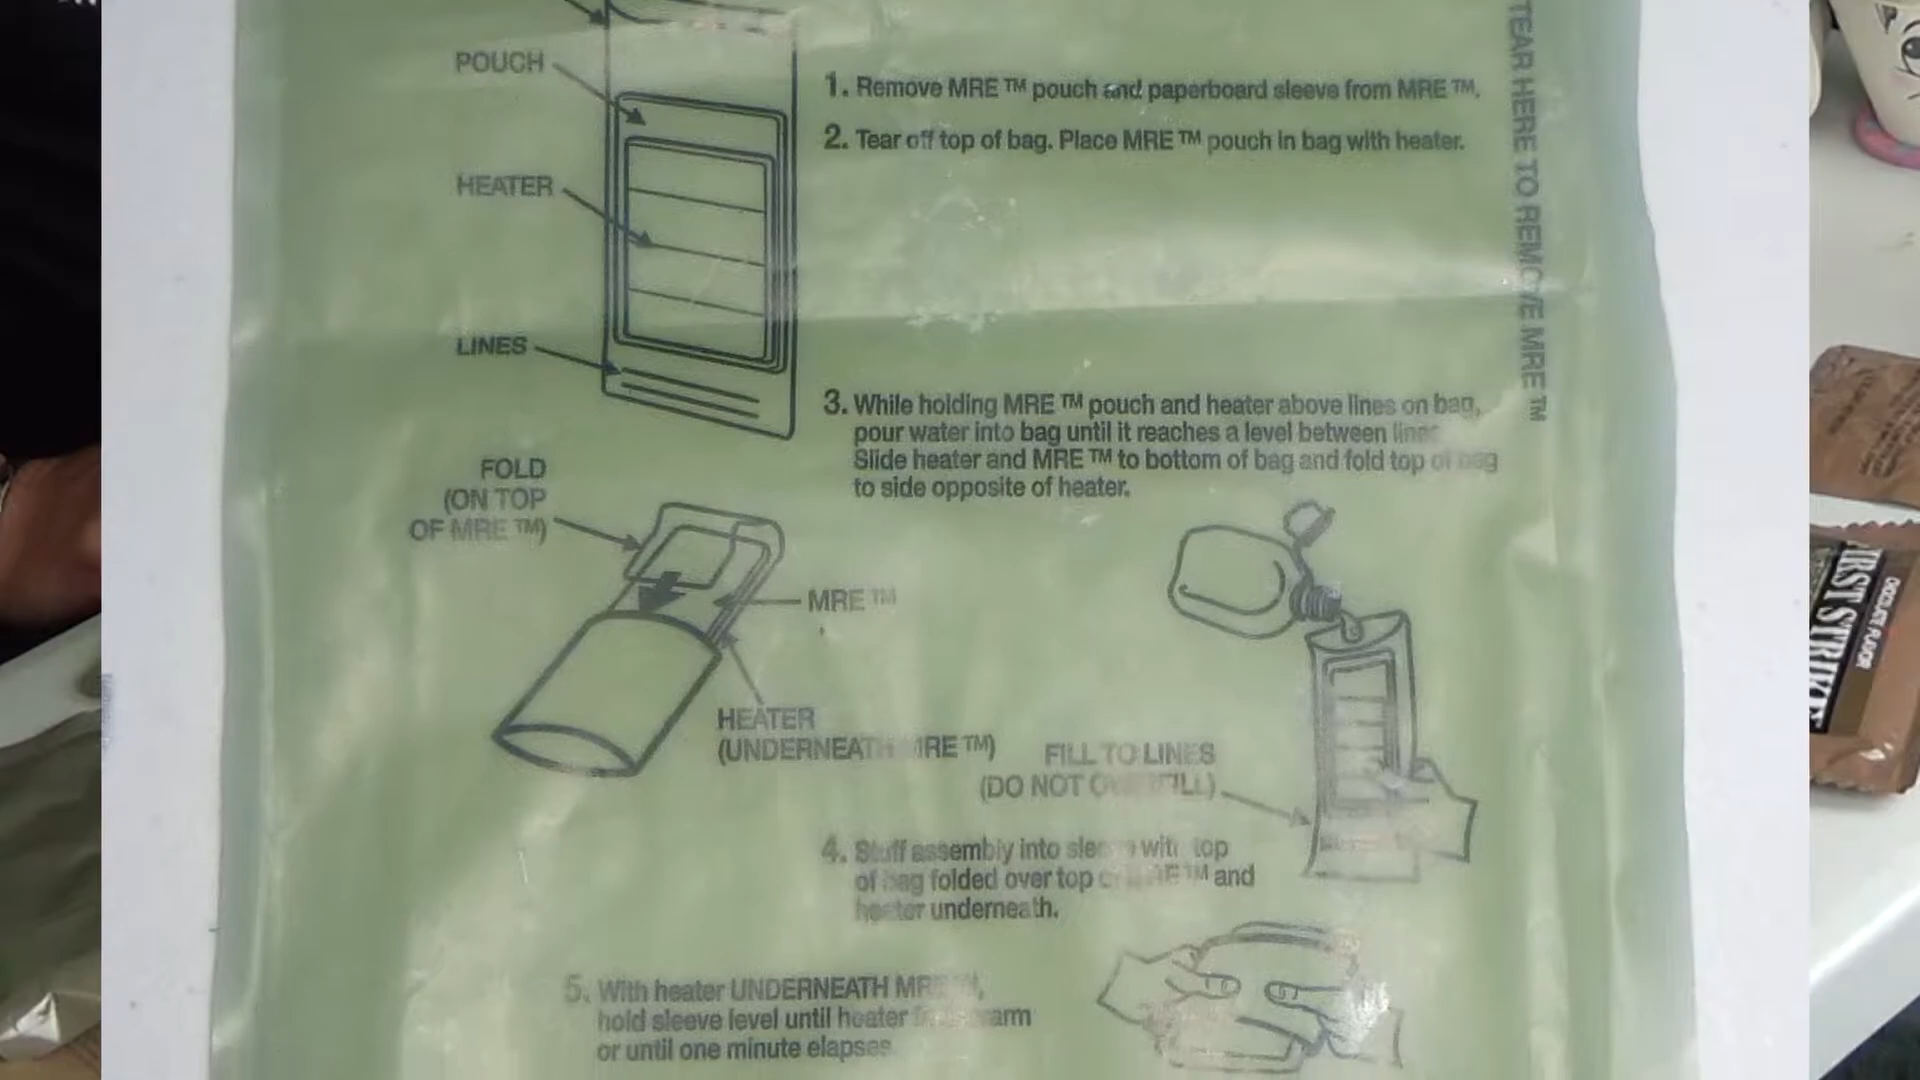 POUCH
1. Remove MRE ™ pouch and paperboard sleeve from MRE ™.
2. Tear off top of bag. Place MRE ™ pouch in bag with heater.
HEATER
LINES
TEAR HERE TO REMOVE MRE ™
3. While holding MRE ™ pouch and heater above lines on bag,
pour water into bag until it reaches a level between lines
Slide heater and MRE ™ to bottom of bag and fold top of bag
to side opposite of heater.
FOLD
(ON TOP
OF MRE ™)
MRE ™
HEATER
(UNDERNEATH MRE ™)
FILL TO LINES
(DO NOT OVERFILL)
4. Stuff assembly into sleeve with top
of bag folded over top of MRE ™ and
heater underneath.
5. With heater UNDERNEATH MRE ™,
hold sleeve level until heater feels warm
or until one minute elapses
CHOCOLATE FLAVOR
STRIKE